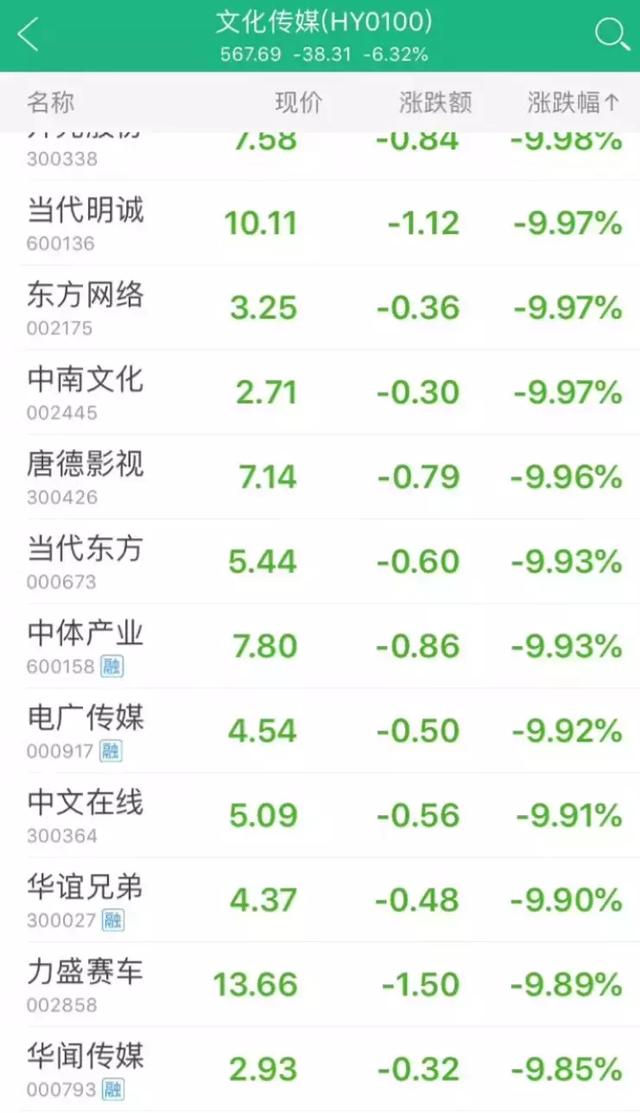 文化传媒(HY0100)
567.69 -38.31 -6.32%
名称 现价 涨跌额 涨跌幅↑
7.58 -0.84 -9.98%
300338
当代明诚 10.11 -1.12 -9.97%
600136
东方网络 3.25 -0.36 -9.97%
002175
中南文化 2.71 -0.30 -9.97%
002445
唐德影视 7.14 -0.79 -9.96%
300426
当代东方 5.44 -0.60 -9.93%
000673
中体产业 7.80 -0.86 -9.93%
600158 融
电广传媒 4.54 -0.50 -9.92%
000917 融
中文在线 5.09 -0.56 -9.91%
300364
华谊兄弟 4.37 -0.48 -9.90%
300027 融
力盛赛车 13.66 -1.50 -9.89%
002858
华闻传媒 2.93 -0.32 -9.85%
000793 融